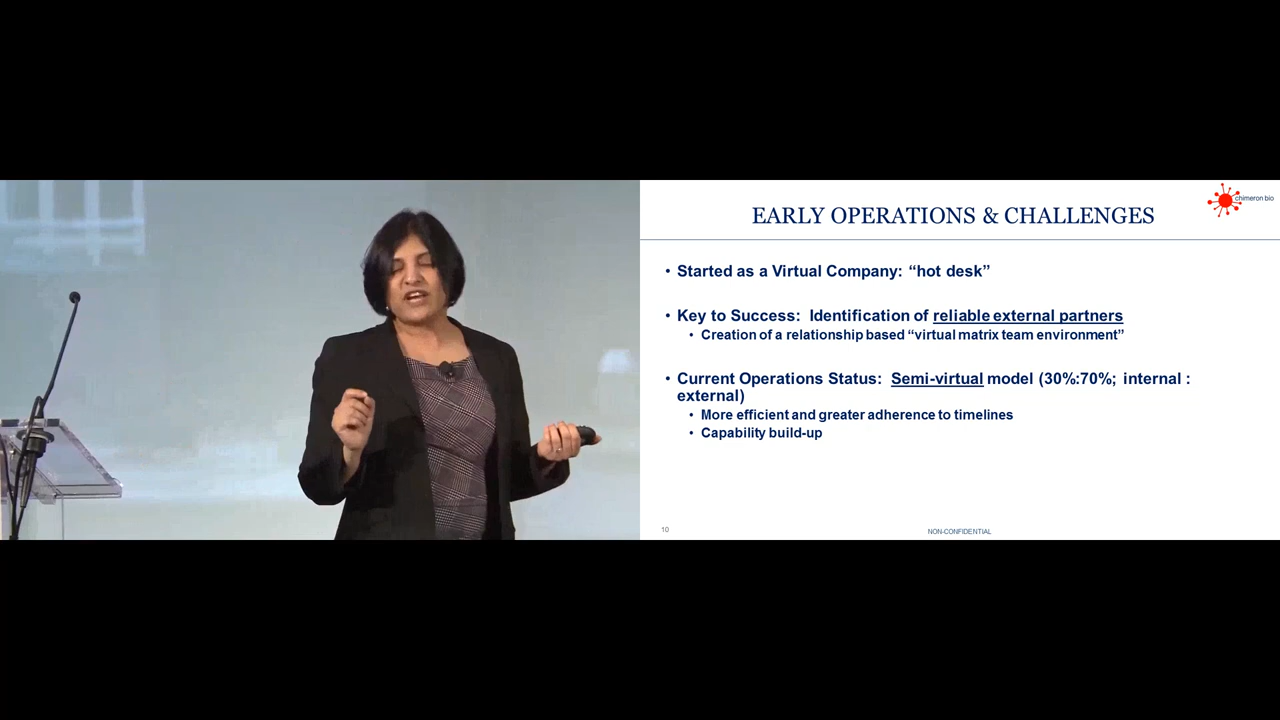 chimeron bio
EARLY OPERATIONS & CHALLENGES
• Started as a Virtual Company: “hot desk”
• Key to Success: Identification of reliable external partners
• Creation of a relationship based “virtual matrix team environment”
• Current Operations Status: Semi-virtual model (30%:70%; internal :
external)
• More efficient and greater adherence to timelines
• Capability build-up
10
NON-CONFIDENTIAL